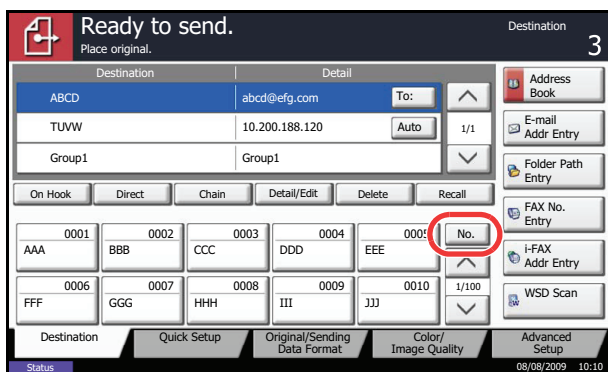 Ready to send.
Place original.
Destination
3
Destination Detail
ABCD abcd@efg.com To:
TUVW 10.200.188.120 Auto 1/1
Group1 Group1
On Hook Direct Chain Detail/Edit Delete Recall
0001 0002 0003 0004 0005 No.
AAA BBB CCC DDD EEE
0006 0007 0008 0009 0010 1/100
FFF GGG HHH III JJJ
Address
Book
E-mail
Addr Entry
Folder Path
Entry
FAX No.
Entry
i-FAX
Addr Entry
WSD Scan
Destination Quick Setup Original/Sending
Data Format Color/
Image Quality Advanced
Setup
Status 08/08/2009 10:10